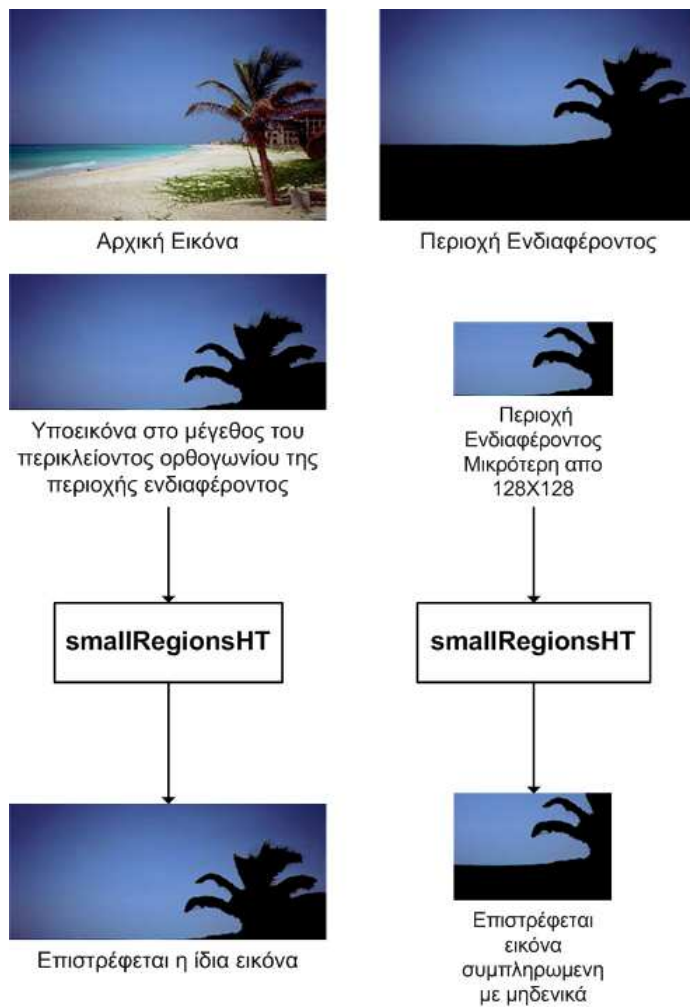 Αρχική Εικόνα
Περιοχή Ενδιαφέροντος
Υποεικόνα στο μέγεθος του
περικλείοντος ορθογωνίου της
περιοχής ενδιαφέροντος
Περιοχή
Ενδιαφέροντος
Μικρότερη απο
128X128
smallRegionsHT
smallRegionsHT
Επιστρέφεται η ίδια εικόνα
Επιστρέφεται
εικόνα
συμπληρωμενη
με μηδενικά